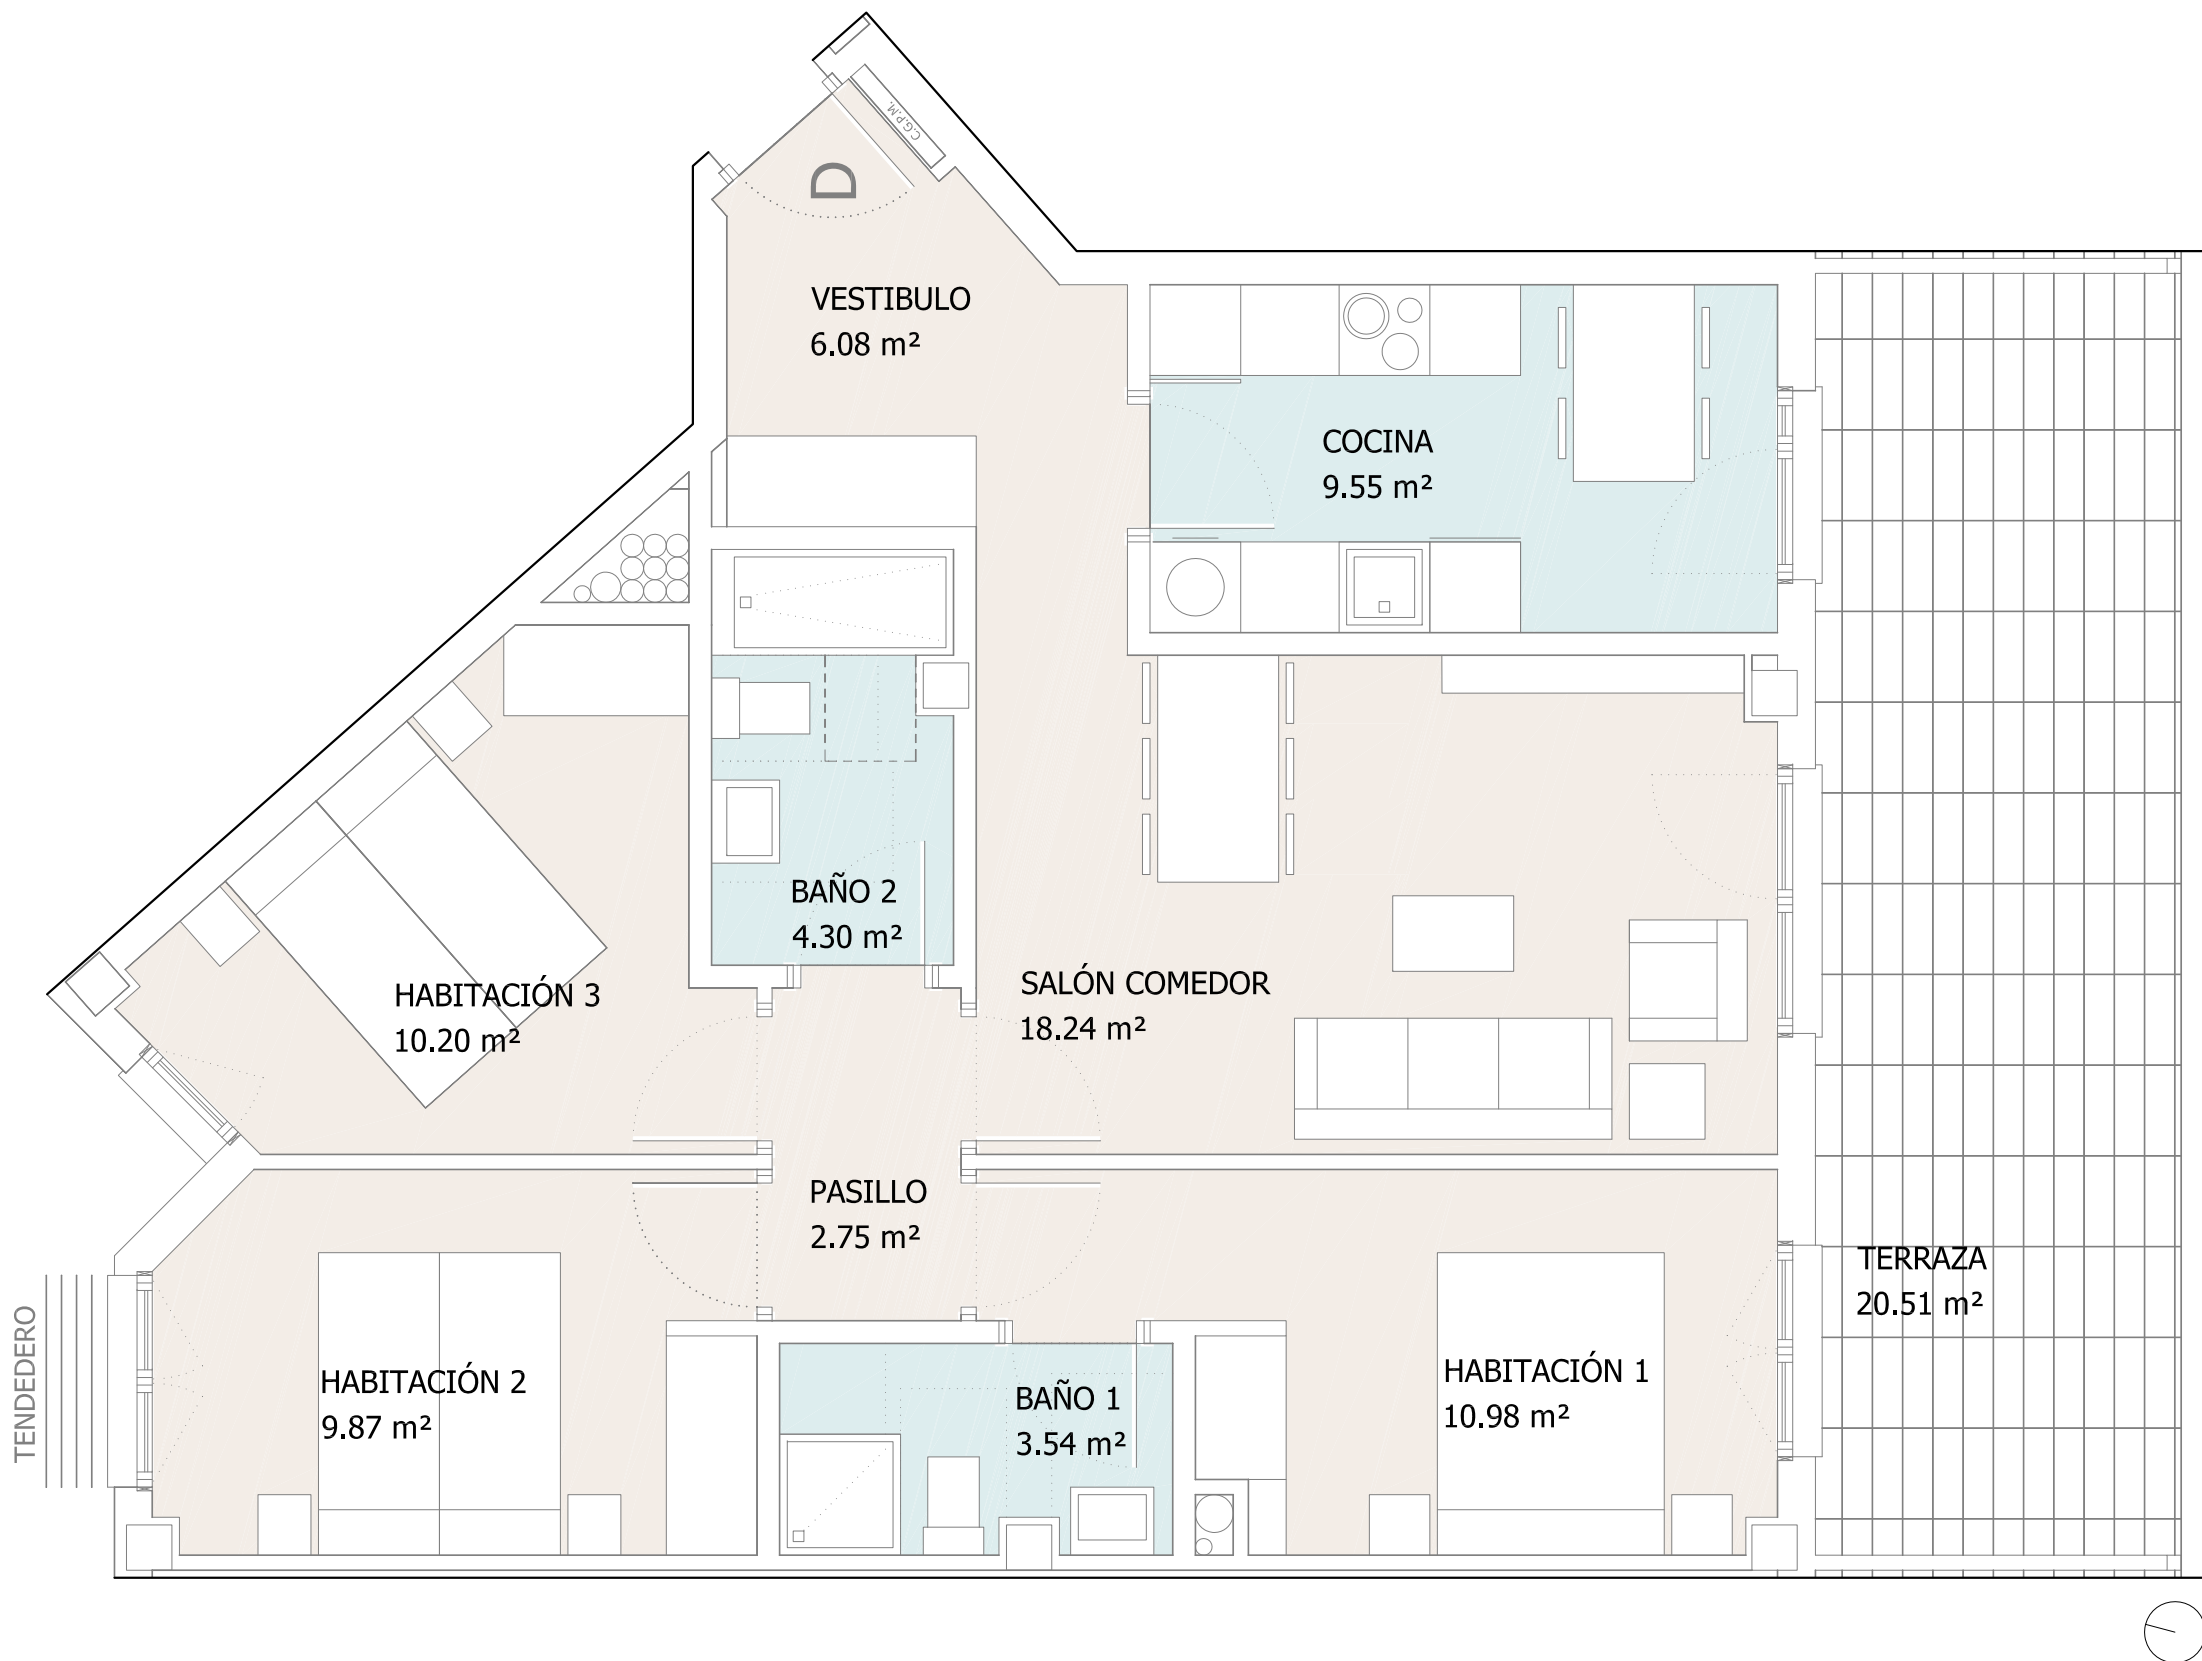 C.G.P.M.
D
VESTIBULO
6.08 m²
COCINA
9.55 m²
BAÑO 2
4.30 m²
HABITACIÓN 3
10.20 m²
SALÓN COMEDOR
18.24 m²
PASILLO
2.75 m²
TERRAZA
20.51 m²
TENDEDERO
HABITACIÓN 2
9.87 m²
BAÑO 1
3.54 m²
HABITACIÓN 1
10.98 m²